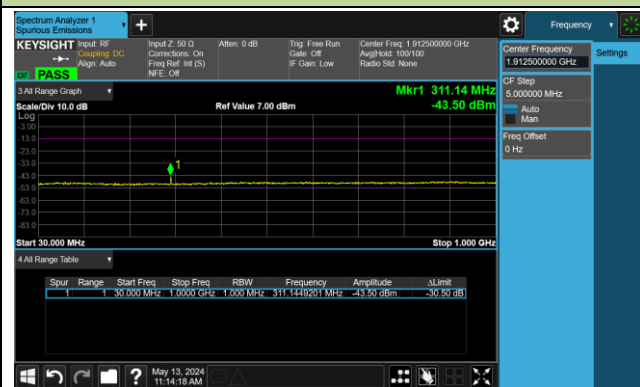 Spectrum Analyzer 1
Spurious Emissions
Frequency
KEYSIGHT
Input: RF
Coupling: DC
Align: Auto
Input Z: 50 Ω
Corrections: On
Freq Ref: Int (S)
NFE: Off
Atten: 0 dB
Trig: Free Run
Gate: Off
IF Gain: Low
Center Freq: 1.912500000 GHz
Avg|Hold: 100/100
Radio Std: None
PASS
Center Frequency
1.912500000 GHz
Settings
CF Step
5.000000 MHz
Auto
Man
Freq Offset
0 Hz
3 All Range Graph
Mkr1 311.14 MHz
Scale/Div 10.0 dB
Ref Value 7.00 dBm
-43.50 dBm
Log
-3.00
-13.0
-23.0
-33.0
-43.0
-53.0
-63.0
-73.0
-83.0
1
Start 30.000 MHz
Stop 1.000 GHz
4 All Range Table
Spur Range Start Freq Stop Freq RBW Frequency Amplitude ΔLimit
1 1 30.000 MHz 1.0000 GHz 1.000 MHz 311.1449201 MHz -43.50 dBm -30.50 dB
?
May 13, 2024
11:14:18 AM